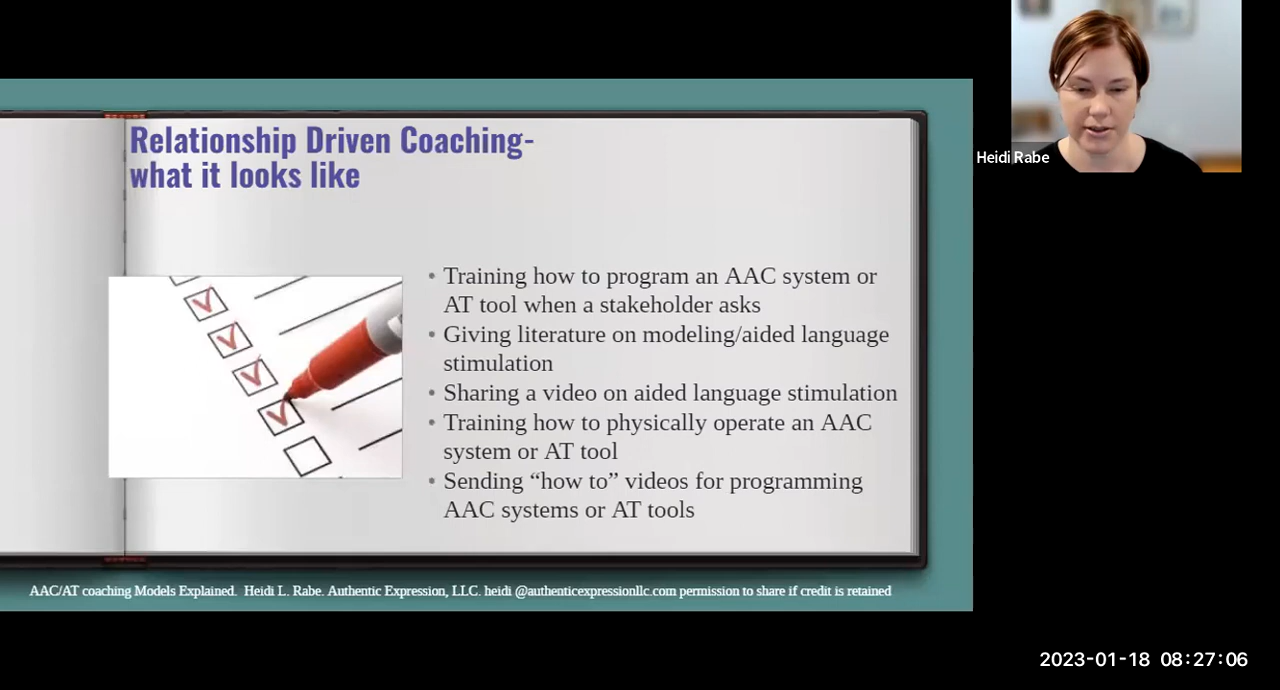 Relationship Driven Coaching-
what it looks like
• Training how to program an AAC system or
AT tool when a stakeholder asks
• Giving literature on modeling/aided language
stimulation
• Sharing a video on aided language stimulation
• Training how to physically operate an AAC
system or AT tool
• Sending “how to” videos for programming
AAC systems or AT tools
AAC/AT coaching Models Explained. Heidi L. Rabe. Authentic Expression, LLC. heidi @authenticexpressionllc.com permission to share if credit is retained
Heidi Rabe
2023-01-18 08:27:06